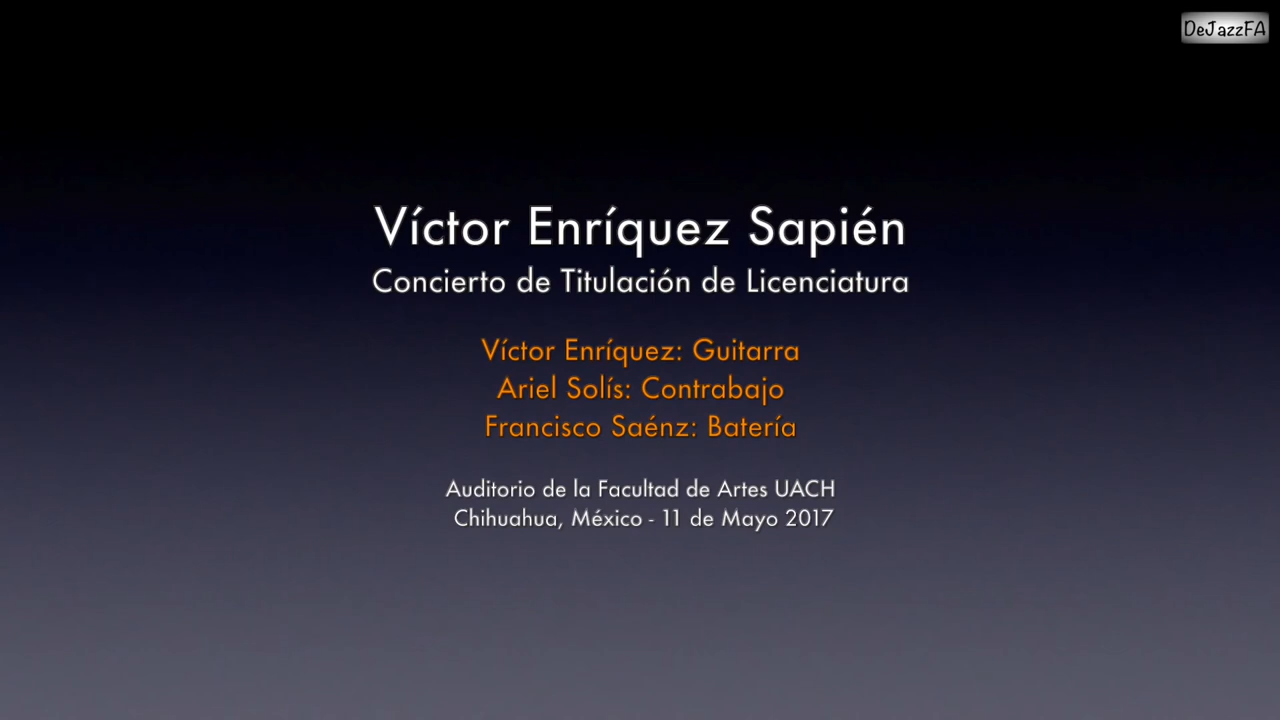 DeJazzFA
Víctor Enríquez Sapién
Concierto de Titulación de Licenciatura
Víctor Enríquez: Guitarra
Ariel Solís: Contrabajo
Francisco Saénz: Batería
Auditorio de la Facultad de Artes UACH
Chihuahua, México - 11 de Mayo 2017